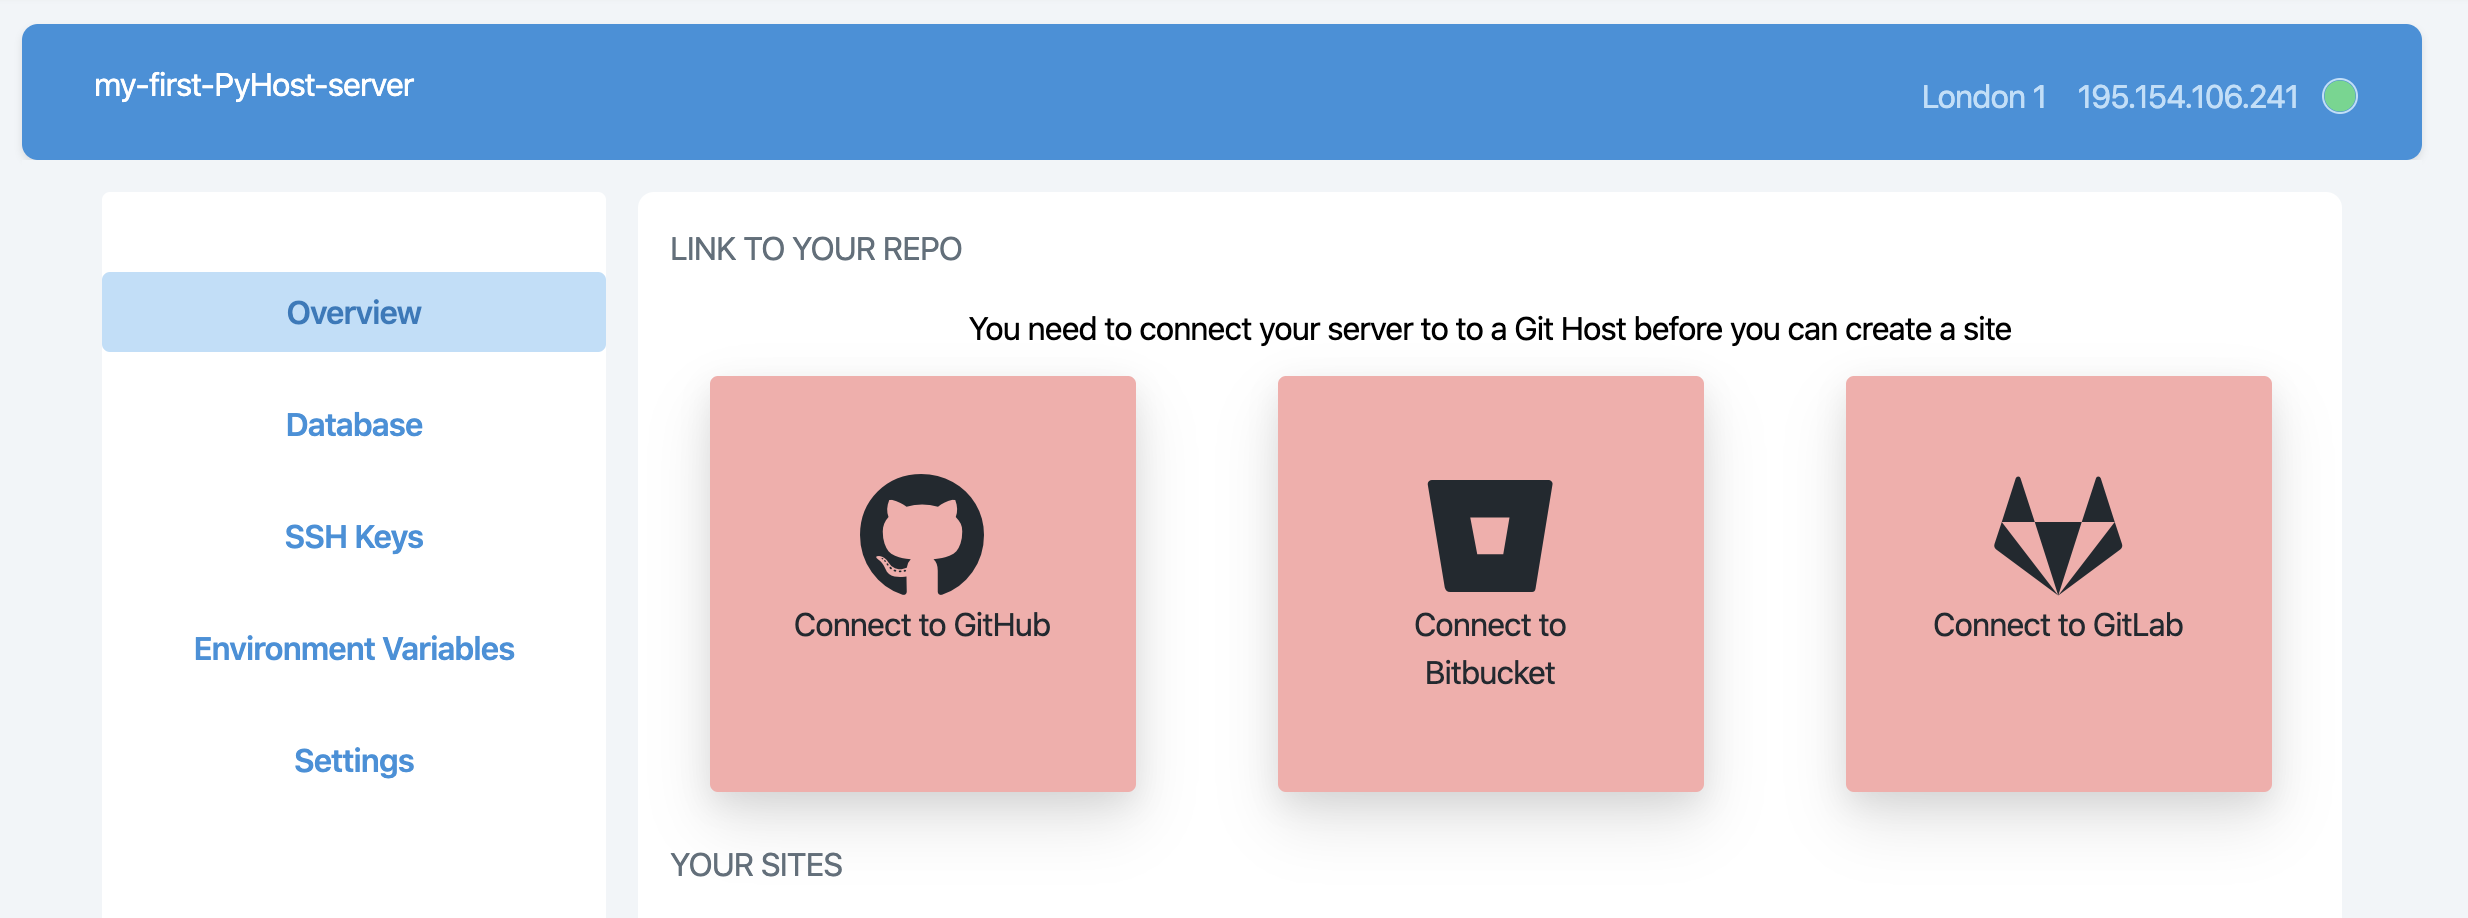 my-first-PyHost-server
London 1 195.154.106.241
Overview
Database
SSH Keys
Environment Variables
Settings
LINK TO YOUR REPO
You need to connect your server to to a Git Host before you can create a site
Connect to GitHub
Connect to
Bitbucket
Connect to GitLab
YOUR SITES